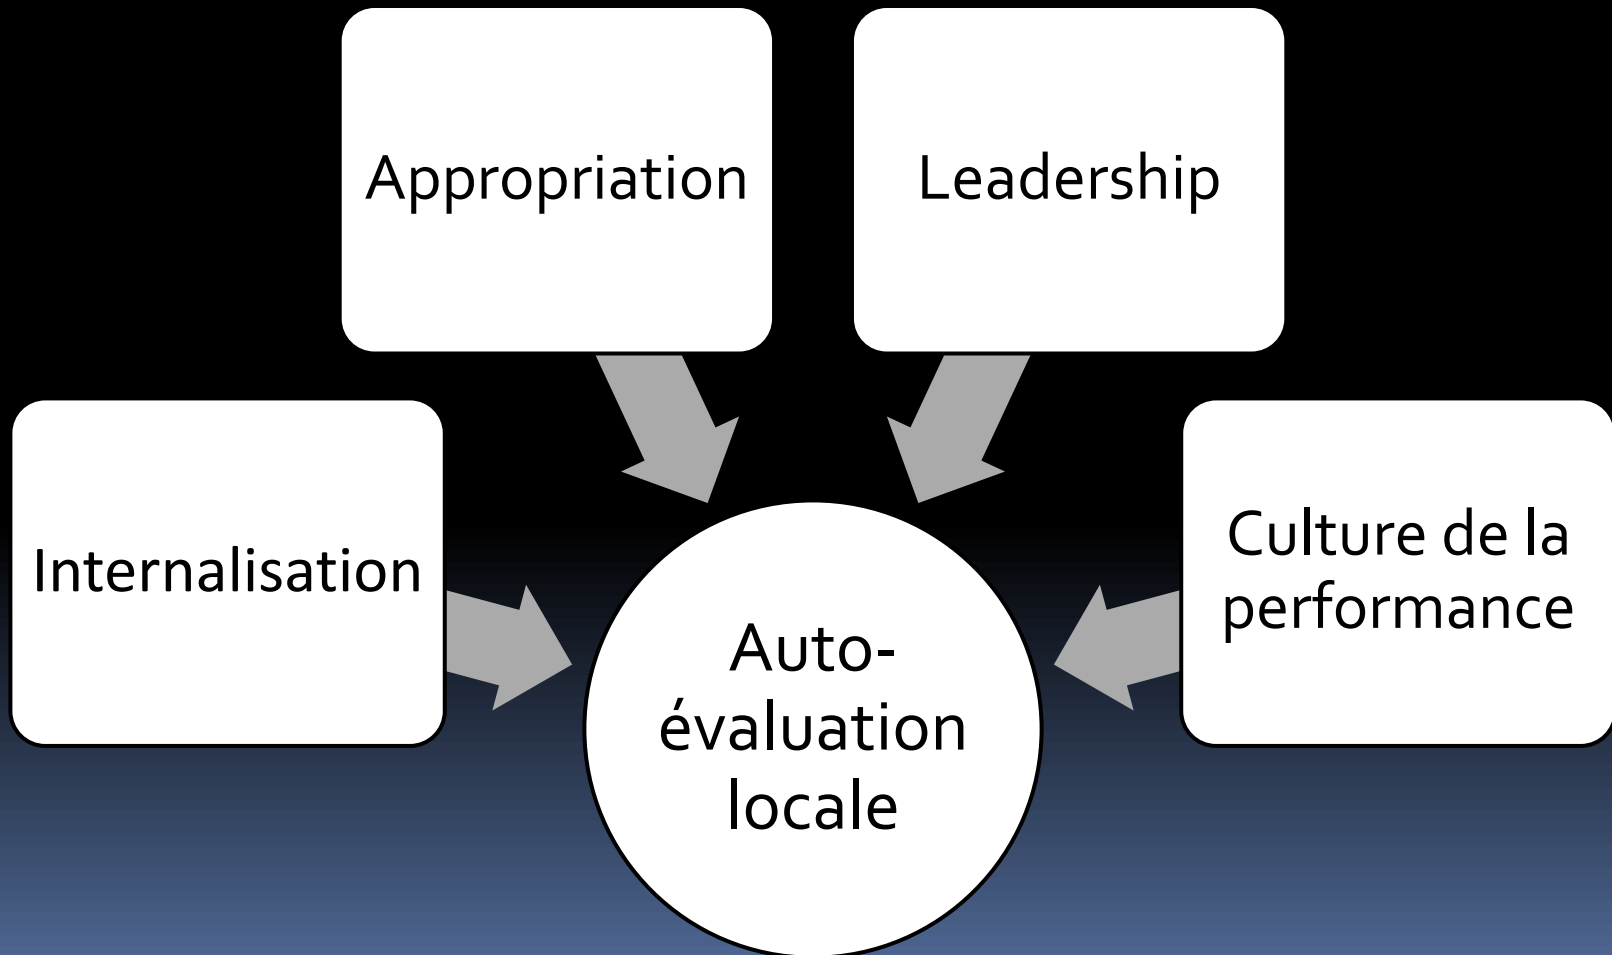 Appropriation
Leadership
Internalisation
Culture de la
performance
Auto-
évaluation
locale